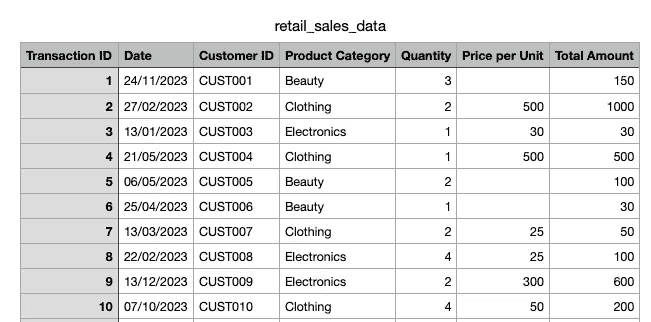 retail_sales_data
Transaction ID Date Customer ID Product Category Quantity Price per Unit Total Amount
1 24/11/2023 CUST001 Beauty 3 150
2 27/02/2023 CUST002 Clothing 2 500 1000
3 13/01/2023 CUST003 Electronics 1 30 30
4 21/05/2023 CUST004 Clothing 1 500 500
5 06/05/2023 CUST005 Beauty 2 100
6 25/04/2023 CUST006 Beauty 1 30
7 13/03/2023 CUST007 Clothing 2 25 50
8 22/02/2023 CUST008 Electronics 4 25 100
9 13/12/2023 CUST009 Electronics 2 300 600
10 07/10/2023 CUST010 Clothing 4 50 200